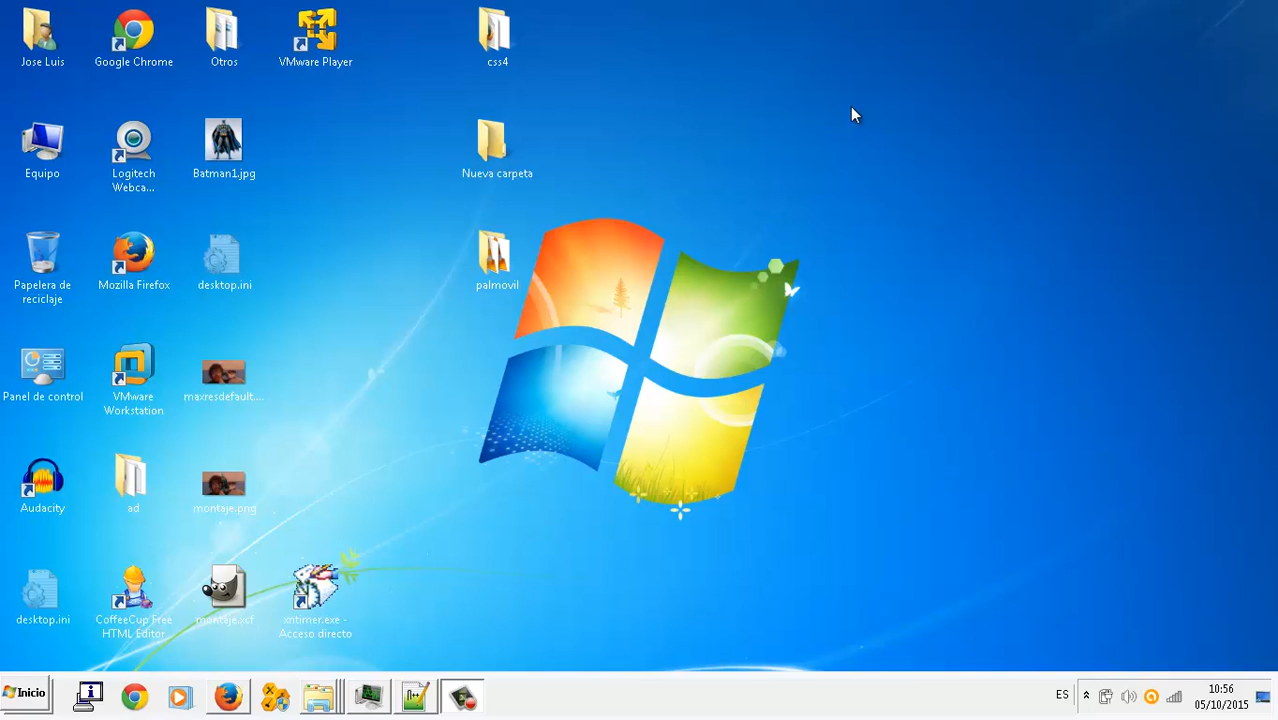 Jose Luis
Google Chrome
Otros
VMware Player
css4
Equipo
Logitech
Webca...
Batman1.jpg
Nueva carpeta
Papelera de
reciclaje
Mozilla Firefox
desktop.ini
palmovil
Panel de control
VMware
Workstation
maxresdefault....
Audacity
ad
montaje.png
desktop.ini
CoffeeCup Free
HTML Editor
montaje.xcf
xntimer.exe -
Acceso directo
Inicio
ES
10:56
05/10/2015